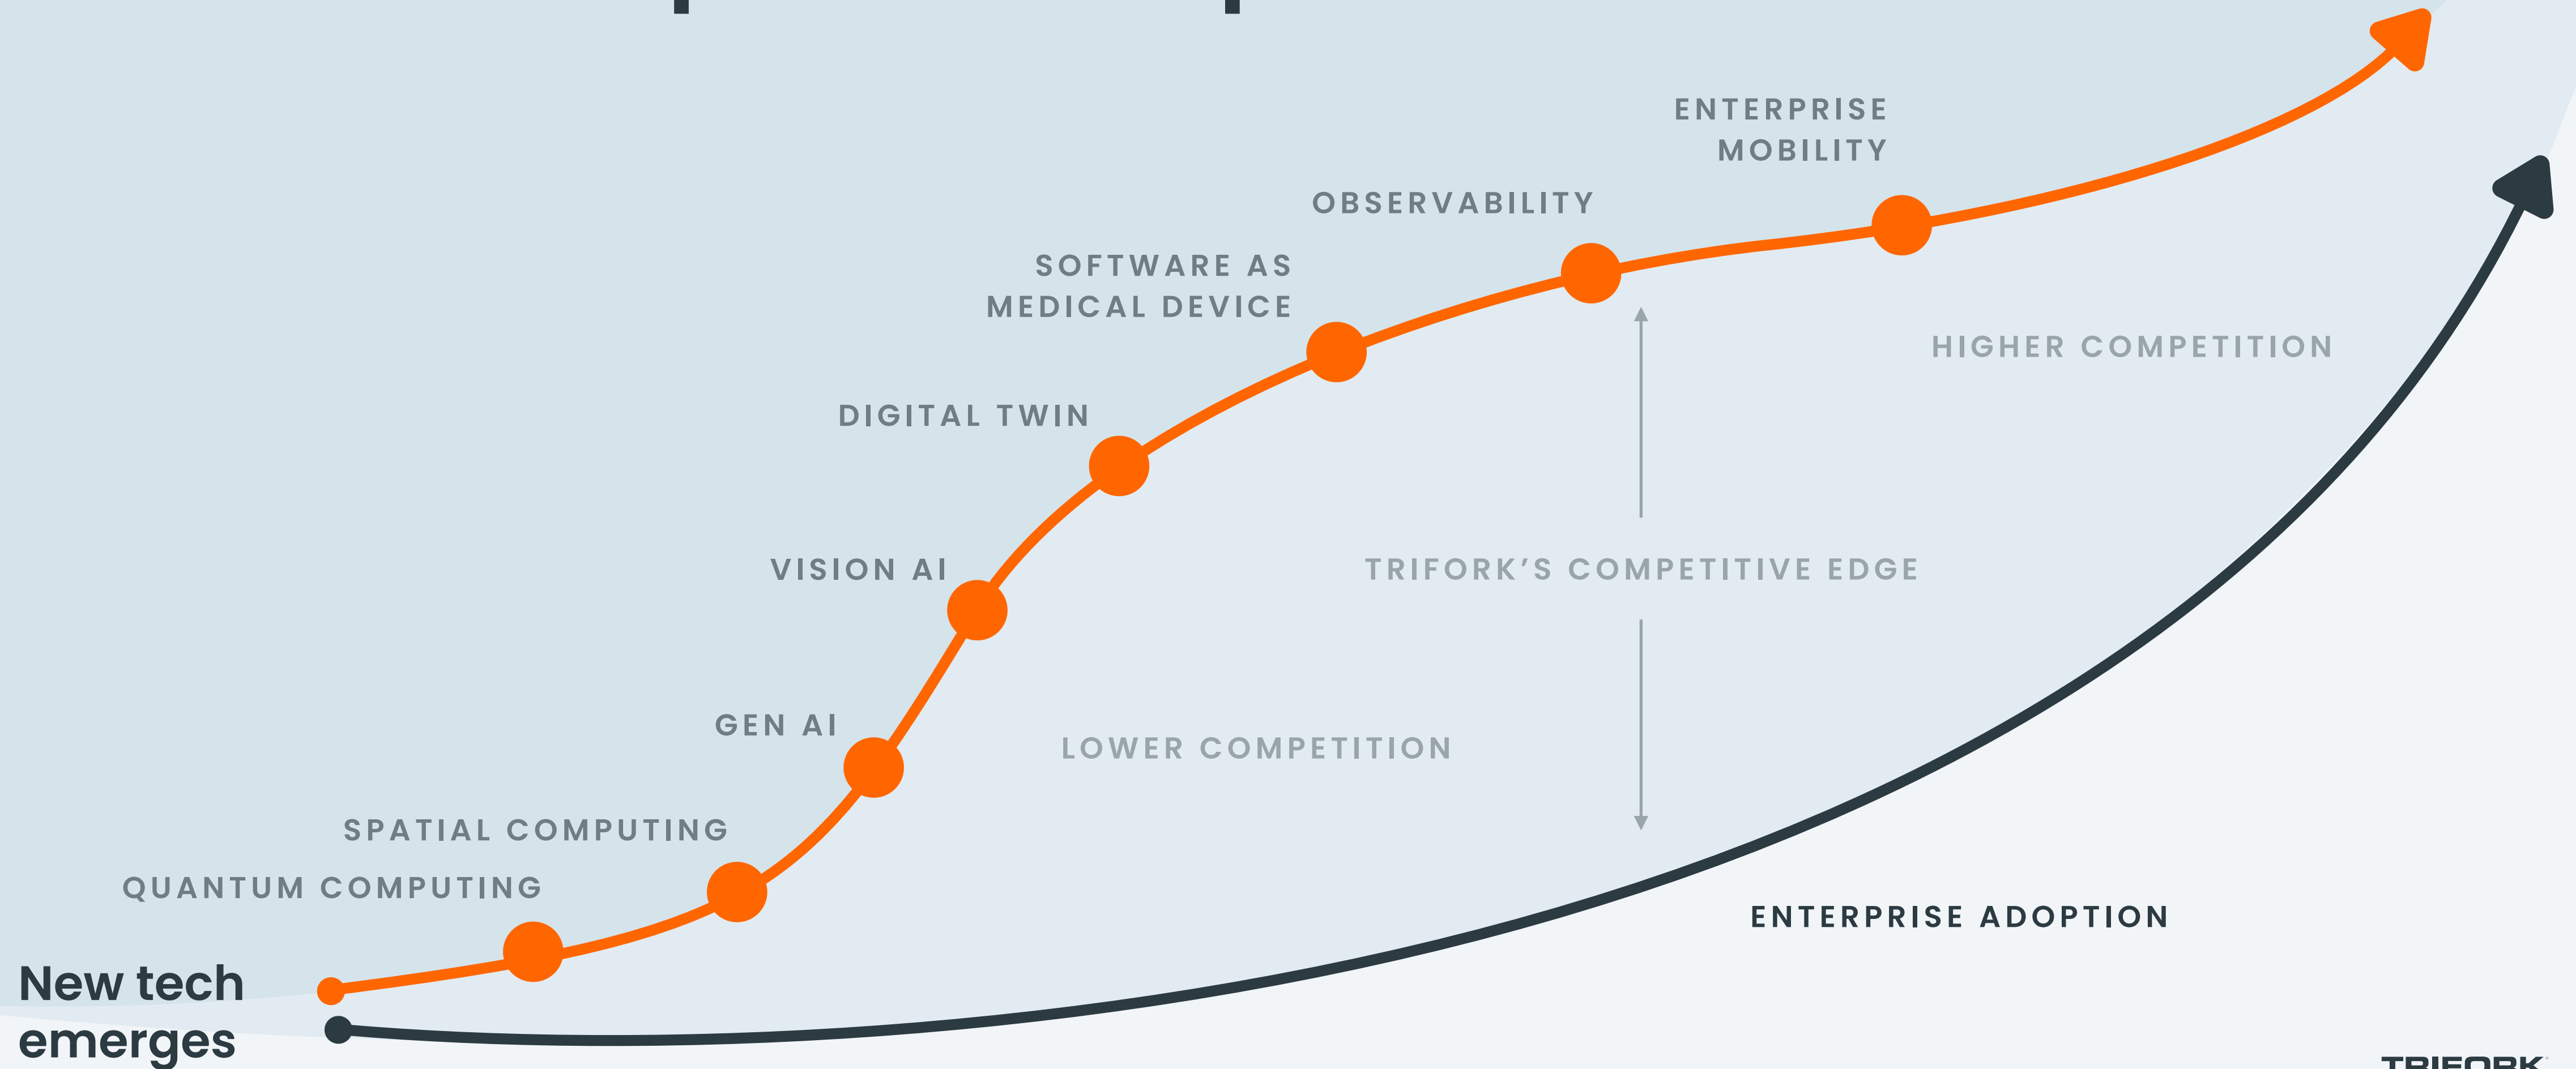 ENTERPRISE
MOBILITY
OBSERVABILITY
SOFTWARE AS
MEDICAL DEVICE
HIGHER COMPETITION
DIGITAL TWIN
VISION AI
TRIFORK’S COMPETITIVE EDGE
GEN AI
LOWER COMPETITION
SPATIAL COMPUTING
QUANTUM COMPUTING
ENTERPRISE ADOPTION
New tech
emerges
TRIFORK